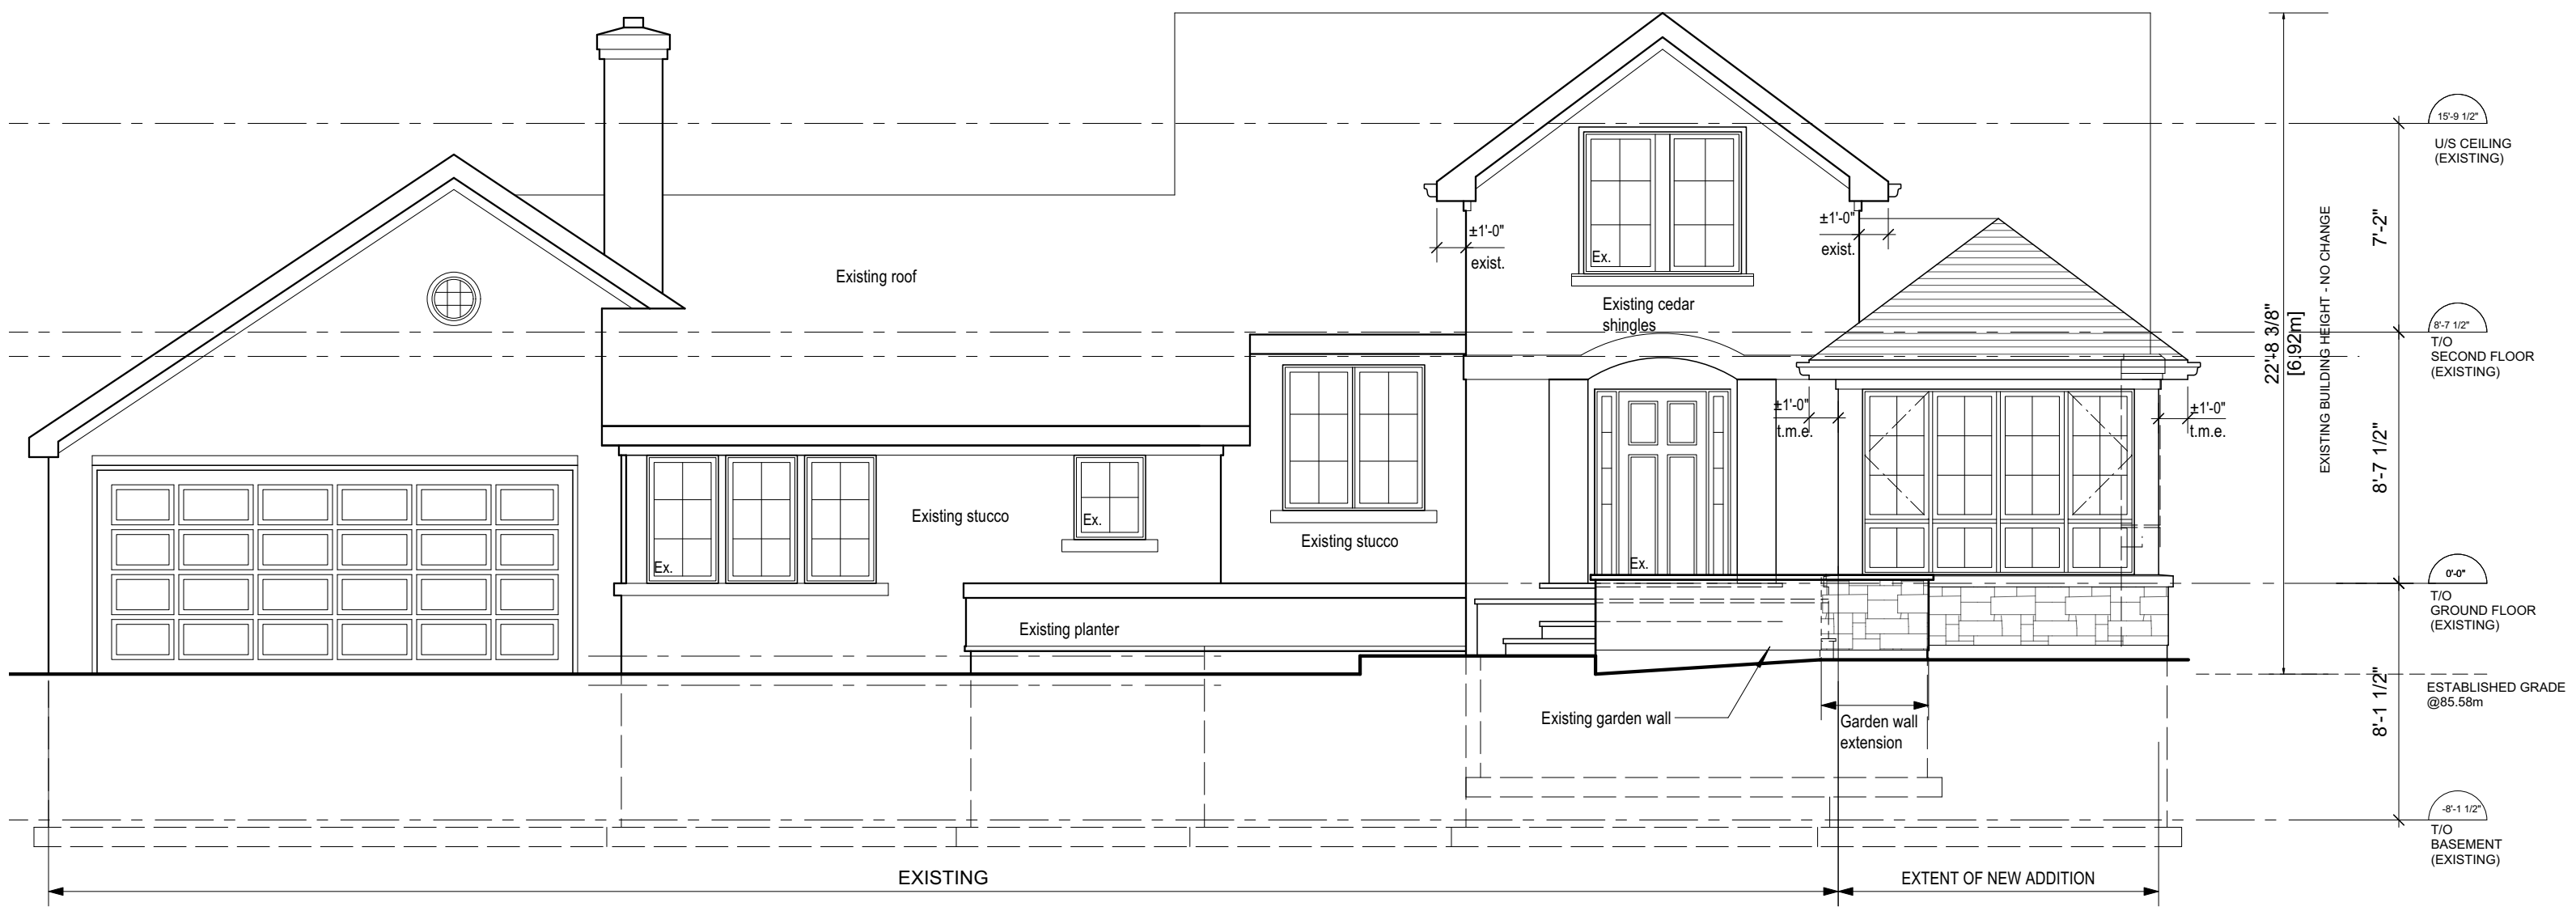 15'-9 1/2"
U/S CEILING
(EXISTING)
±1'-0"
exist.
±1'-0"
exist.
Ex.
7'-2"
EXISTING BUILDING HEIGHT - NO CHANGE
Existing roof
Existing cedar
shingles
8'-7 1/2"
T/O
SECOND FLOOR
(EXISTING)
22'-8 3/8"
[6.92m]
±1'-0"
t.m.e.
±1'-0"
t.m.e.
8'-7 1/2"
Existing stucco
Ex.
Existing stucco
Ex.
Ex.
0'-0"
T/O
GROUND FLOOR
(EXISTING)
Existing planter
ESTABLISHED GRADE
@85.58m
8'-1 1/2"
Existing garden wall
Garden wall
extension
-8'-1 1/2"
T/O
BASEMENT
(EXISTING)
EXISTING
EXTENT OF NEW ADDITION